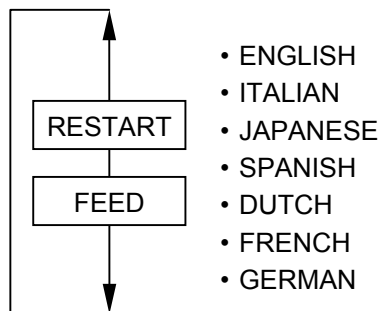 RESTART
FEED
• ENGLISH
• ITALIAN
• JAPANESE
• SPANISH
• DUTCH
• FRENCH
• GERMAN